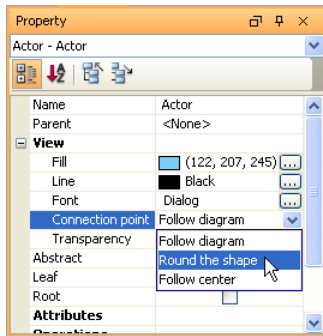 Property
Actor - Actor
Name Actor
Parent <None>
View
Fill (122, 207, 245) ...
Line Black ...
Font Dialog ...
Connection point Follow diagram
Transparency Follow diagram
Abstract Round the shape
Leaf Follow center
Root
Attributes
Operations